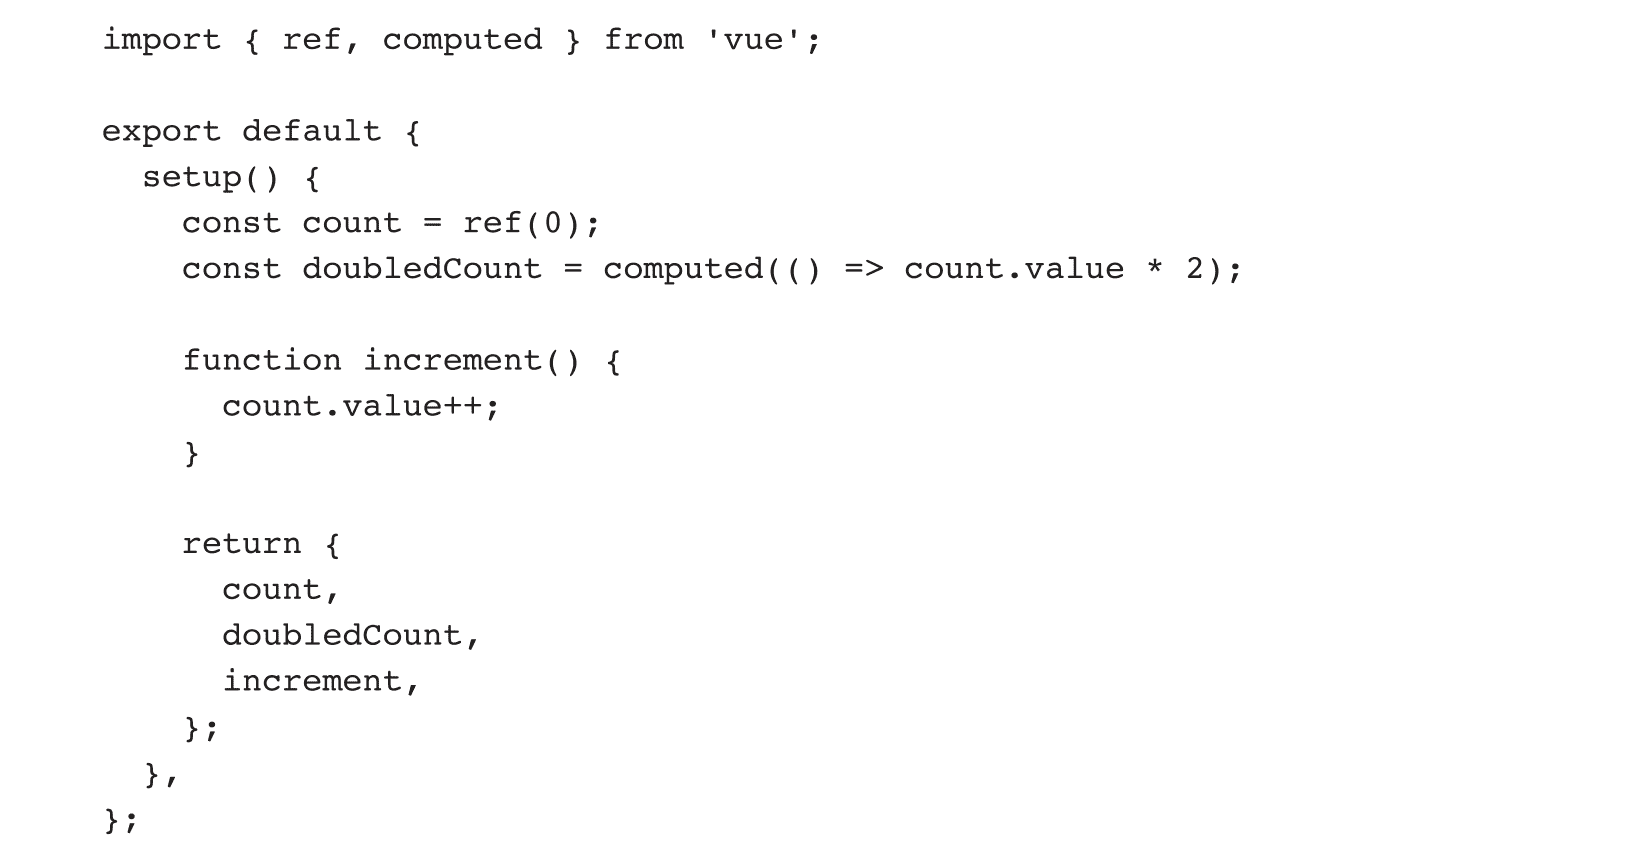 import { ref, computed } from 'vue';

export default {
  setup() {
    const count = ref(0);
    const doubledCount = computed(() => count.value * 2);

    function increment() {
      count.value++;
    }

    return {
      count,
      doubledCount,
      increment,
    };
  },
};